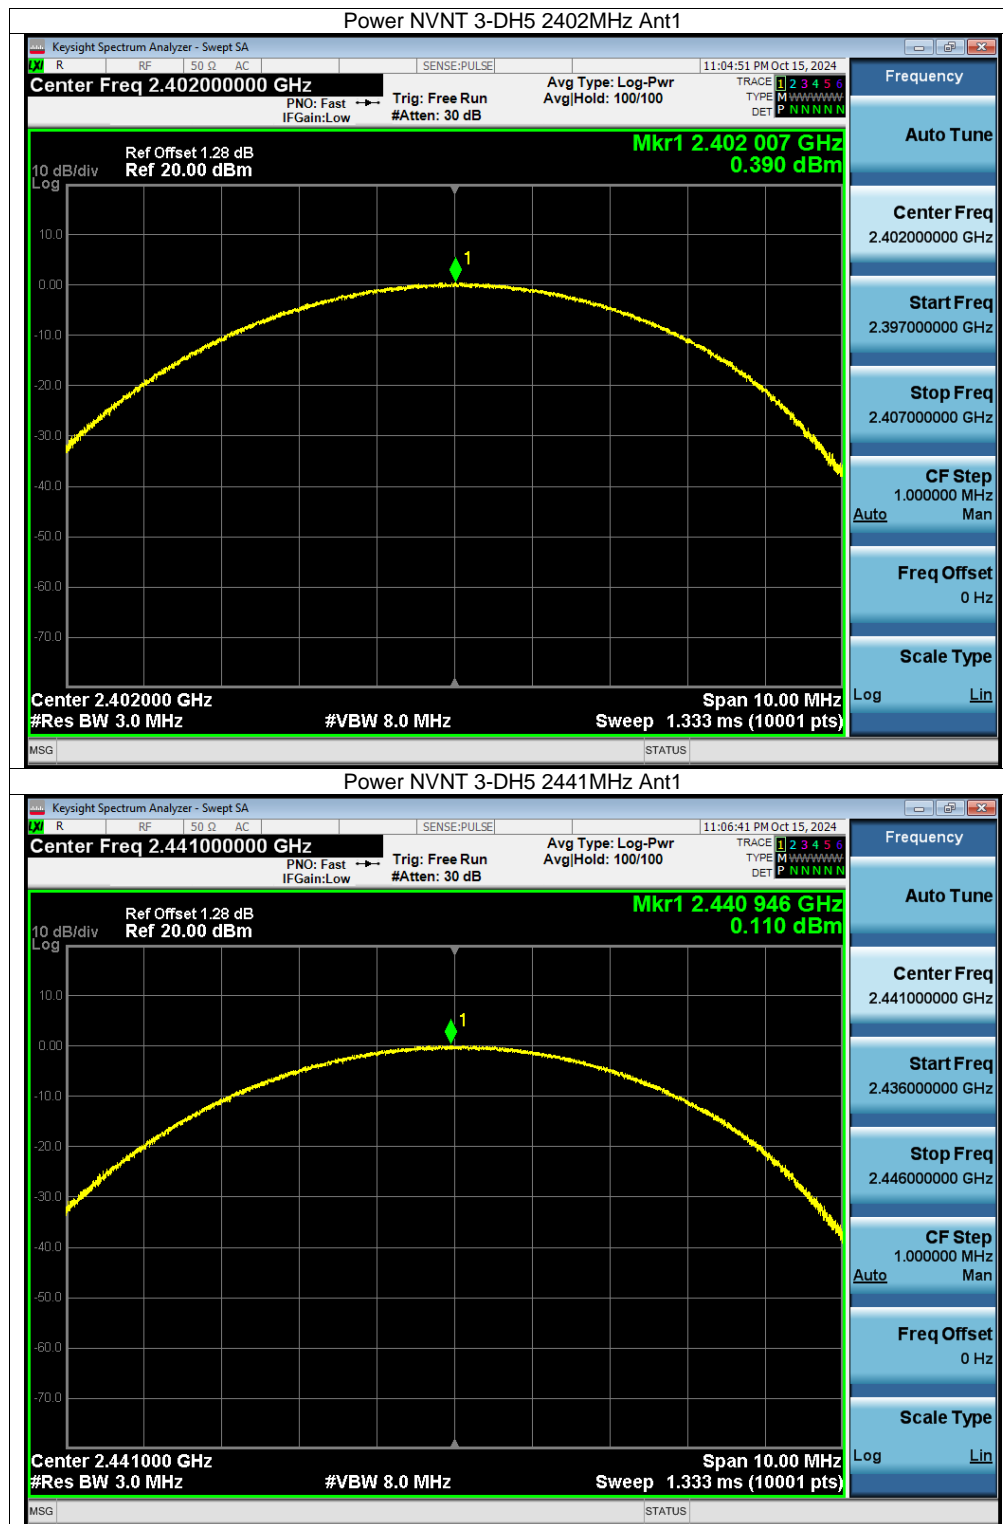 Power NVNT 3-DH5 2402MHz Ant1
Keysight Spectrum Analyzer - Swept SA
LXI R RF 50 Ω AC SENSE:PULSE 11:04:51 PM Oct 15, 2024
Center Freq 2.402000000 GHz
PNO: Fast
IFGain:Low
Trig: Free Run
#Atten: 30 dB
Avg Type: Log-Pwr
Avg|Hold: 100/100
TRACE 1 2 3 4 5 6
TYPE M WWWWW
DET P N N N N N
Frequency
Mkr1 2.402 007 GHz
0.390 dBm
Ref Offset 1.28 dB
10 dB/div Ref 20.00 dBm
Log
10.0
0.00
-10.0
-20.0
-30.0
-40.0
-50.0
-60.0
-70.0
1
Center 2.402000 GHz Span 10.00 MHz
#Res BW 3.0 MHz #VBW 8.0 MHz Sweep 1.333 ms (10001 pts)
Auto Tune
Center Freq
2.402000000 GHz
Start Freq
2.397000000 GHz
Stop Freq
2.407000000 GHz
CF Step
1.000000 MHz
Auto Man
Freq Offset
0 Hz
Scale Type
Log Lin
MSG STATUS
Power NVNT 3-DH5 2441MHz Ant1
Keysight Spectrum Analyzer - Swept SA
LXI R RF 50 Ω AC SENSE:PULSE 11:06:41 PM Oct 15, 2024
Center Freq 2.441000000 GHz
PNO: Fast
IFGain:Low
Trig: Free Run
#Atten: 30 dB
Avg Type: Log-Pwr
Avg|Hold: 100/100
TRACE 1 2 3 4 5 6
TYPE M WWWWW
DET P N N N N N
Frequency
Mkr1 2.440 946 GHz
0.110 dBm
Ref Offset 1.28 dB
10 dB/div Ref 20.00 dBm
Log
10.0
0.00
-10.0
-20.0
-30.0
-40.0
-50.0
-60.0
-70.0
1
Center 2.441000 GHz Span 10.00 MHz
#Res BW 3.0 MHz #VBW 8.0 MHz Sweep 1.333 ms (10001 pts)
Auto Tune
Center Freq
2.441000000 GHz
Start Freq
2.436000000 GHz
Stop Freq
2.446000000 GHz
CF Step
1.000000 MHz
Auto Man
Freq Offset
0 Hz
Scale Type
Log Lin
MSG STATUS